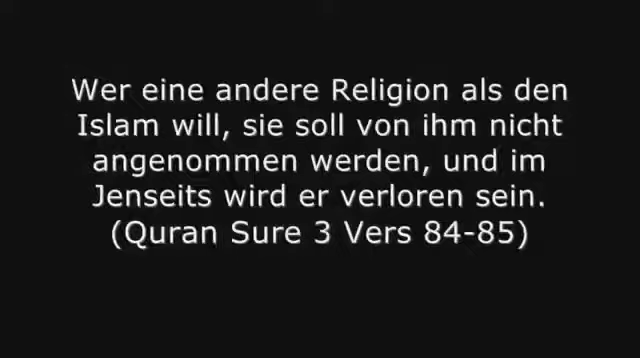 Wer eine andere Religion als den
Islam will, sie soll von ihm nicht
angenommen werden, und im
Jenseits wird er verloren sein.
(Quran Sure 3 Vers 84-85)